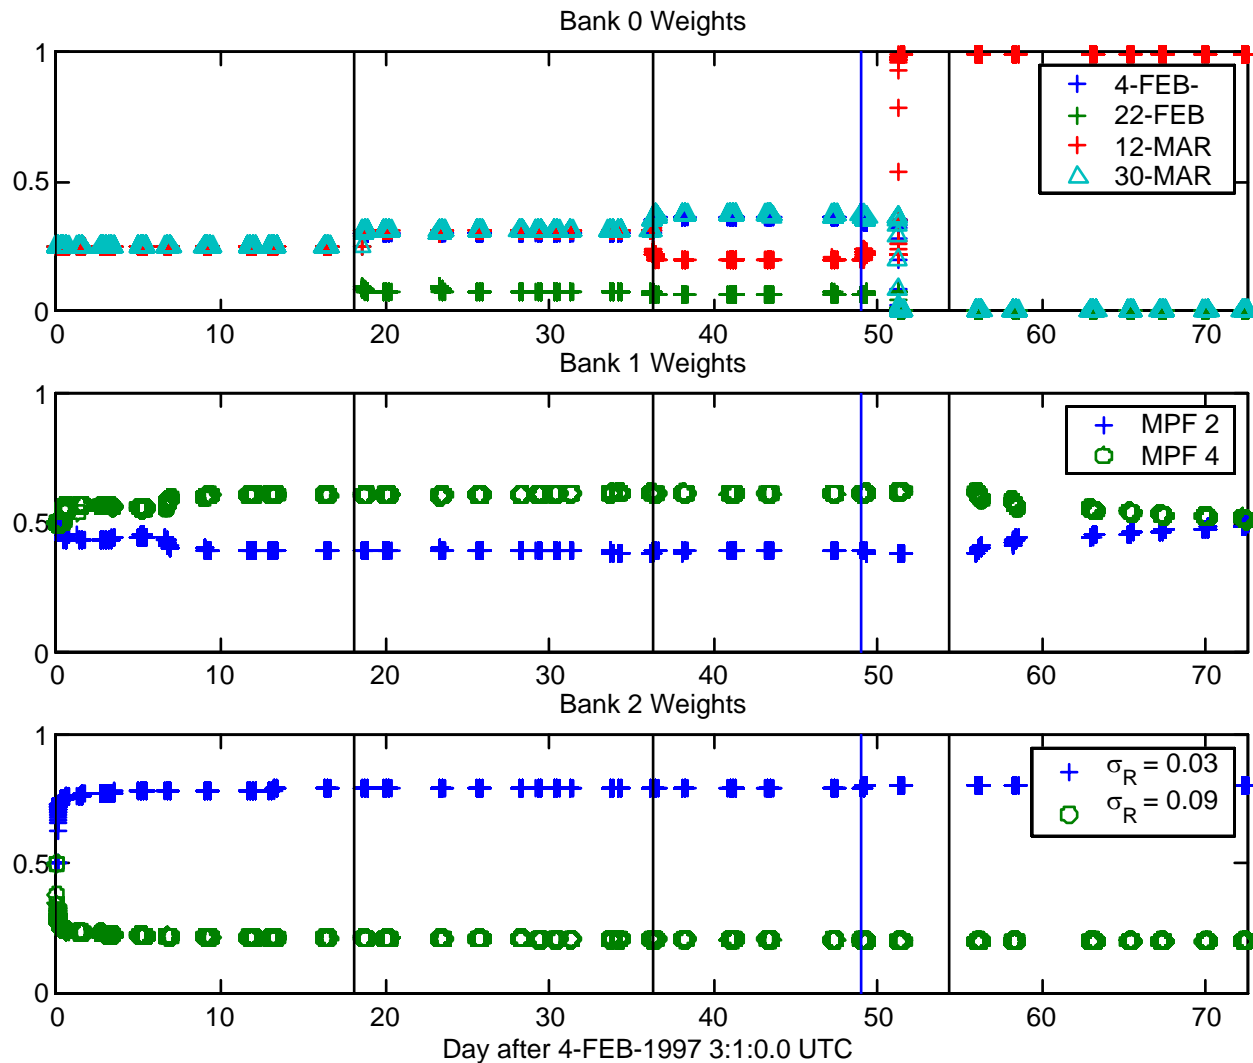 Bank 0 Weights
1
0.5
0
4-FEB-
22-FEB
12-MAR
30-MAR
0 10 20 30 40 50 60 70
Bank 1 Weights
1
0.5
0
MPF 2
MPF 4
0 10 20 30 40 50 60 70
Bank 2 Weights
1
0.5
0
σR = 0.03
σR = 0.09
0 10 20 30 40 50 60 70
Day after 4-FEB-1997 3:1:0.0 UTC